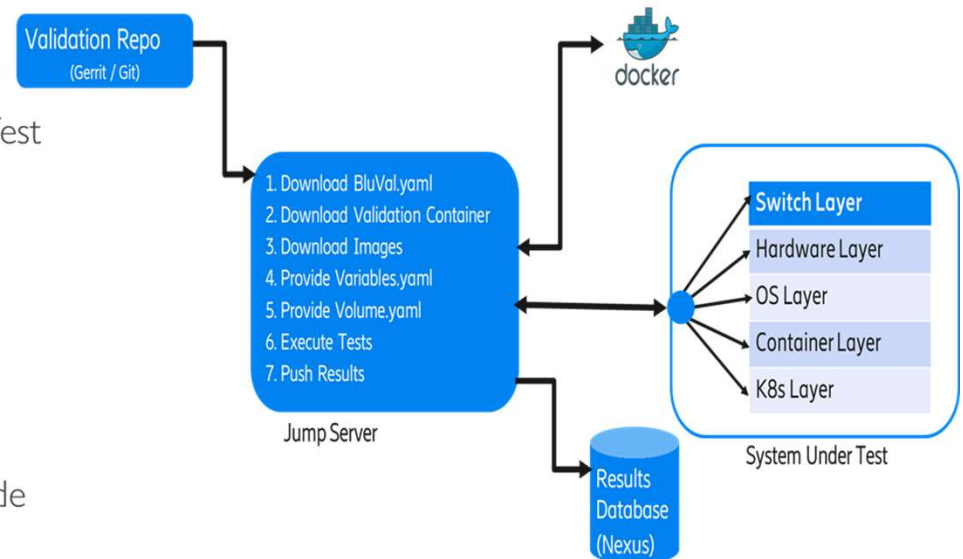 Validation Repo
(Gerrit / Git)
docker
1. Download BluVal.yaml
2. Download Validation Container
3. Download Images
4. Provide Variables.yaml
5. Provide Volume.yaml
6. Execute Tests
7. Push Results
Jump Server
Switch Layer
Hardware Layer
OS Layer
Container Layer
K8s Layer
System Under Test
Results
Database
(Nexus)